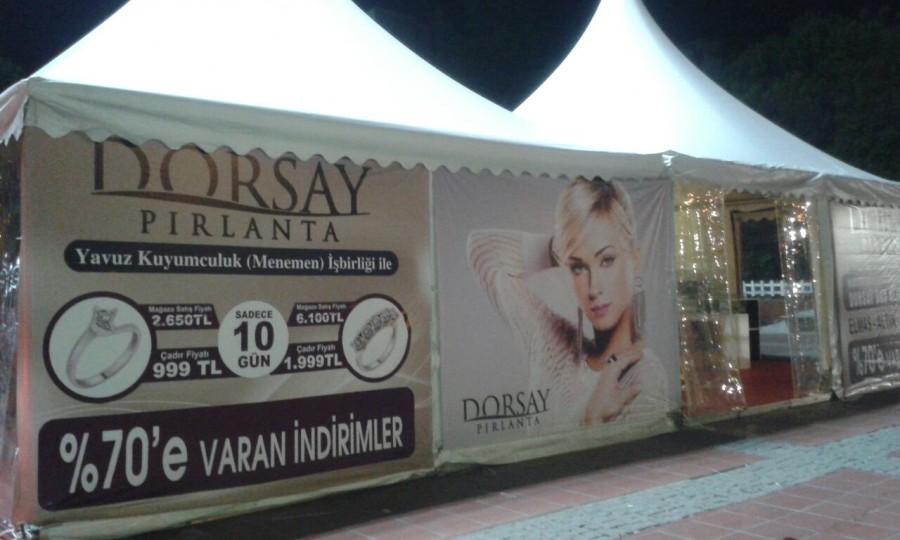 DORSAY
PIRLANTA
Yavuz Kuyumculuk (Menemen) İşbirliği ile
Mağaza Satış Fiyatı
2.650TL
Çadır Fiyatı
999 TL
SADECE
10
GÜN
Mağaza Satış Fiyatı
6.100TL
Çadır Fiyatı
1.999TL
%70'e VARAN İNDİRİMLER
DORSAY
PIRLANTA
%70'e